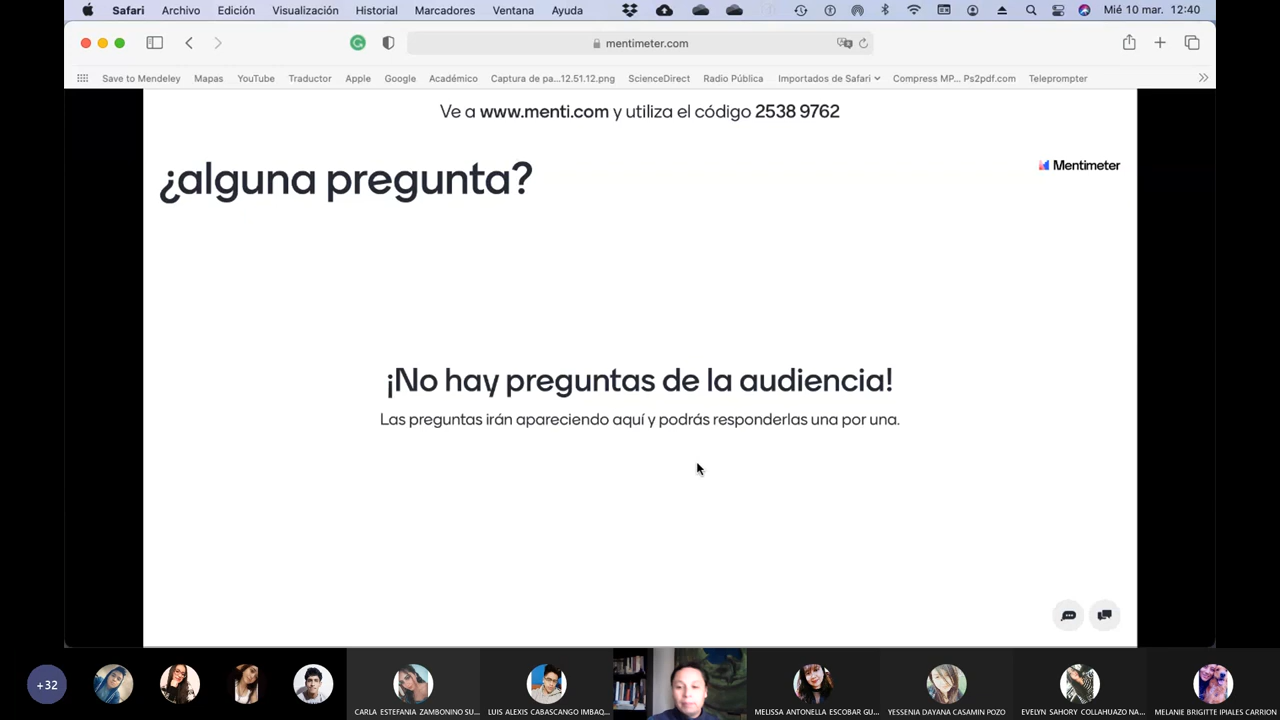 Safari Archivo Edición Visualización Historial Marcadores Ventana Ayuda Mié 10 mar. 12:40
mentimeter.com
Save to Mendeley Mapas YouTube Traductor Apple Google Académico Captura de pa...12.51.12.png ScienceDirect Radio Pública Importados de Safari Compress MP... Ps2pdf.com Teleprompter
Ve a www.menti.com y utiliza el código 2538 9762
¿alguna pregunta?
Mentimeter
¡No hay preguntas de la audiencia!
Las preguntas irán apareciendo aquí y podrás responderlas una por una.
+32
CARLA ESTEFANIA ZAMBONINO SU... LUIS ALEXIS CABASCANGO IMBAQ... MELISSA ANTONELLA ESCOBAR GU... YESSENIA DAYANA CASAMIN POZO EVELYN SAHORY COLLAHUAZO NA... MELANIE BRIGITTE IPIALES CARRION